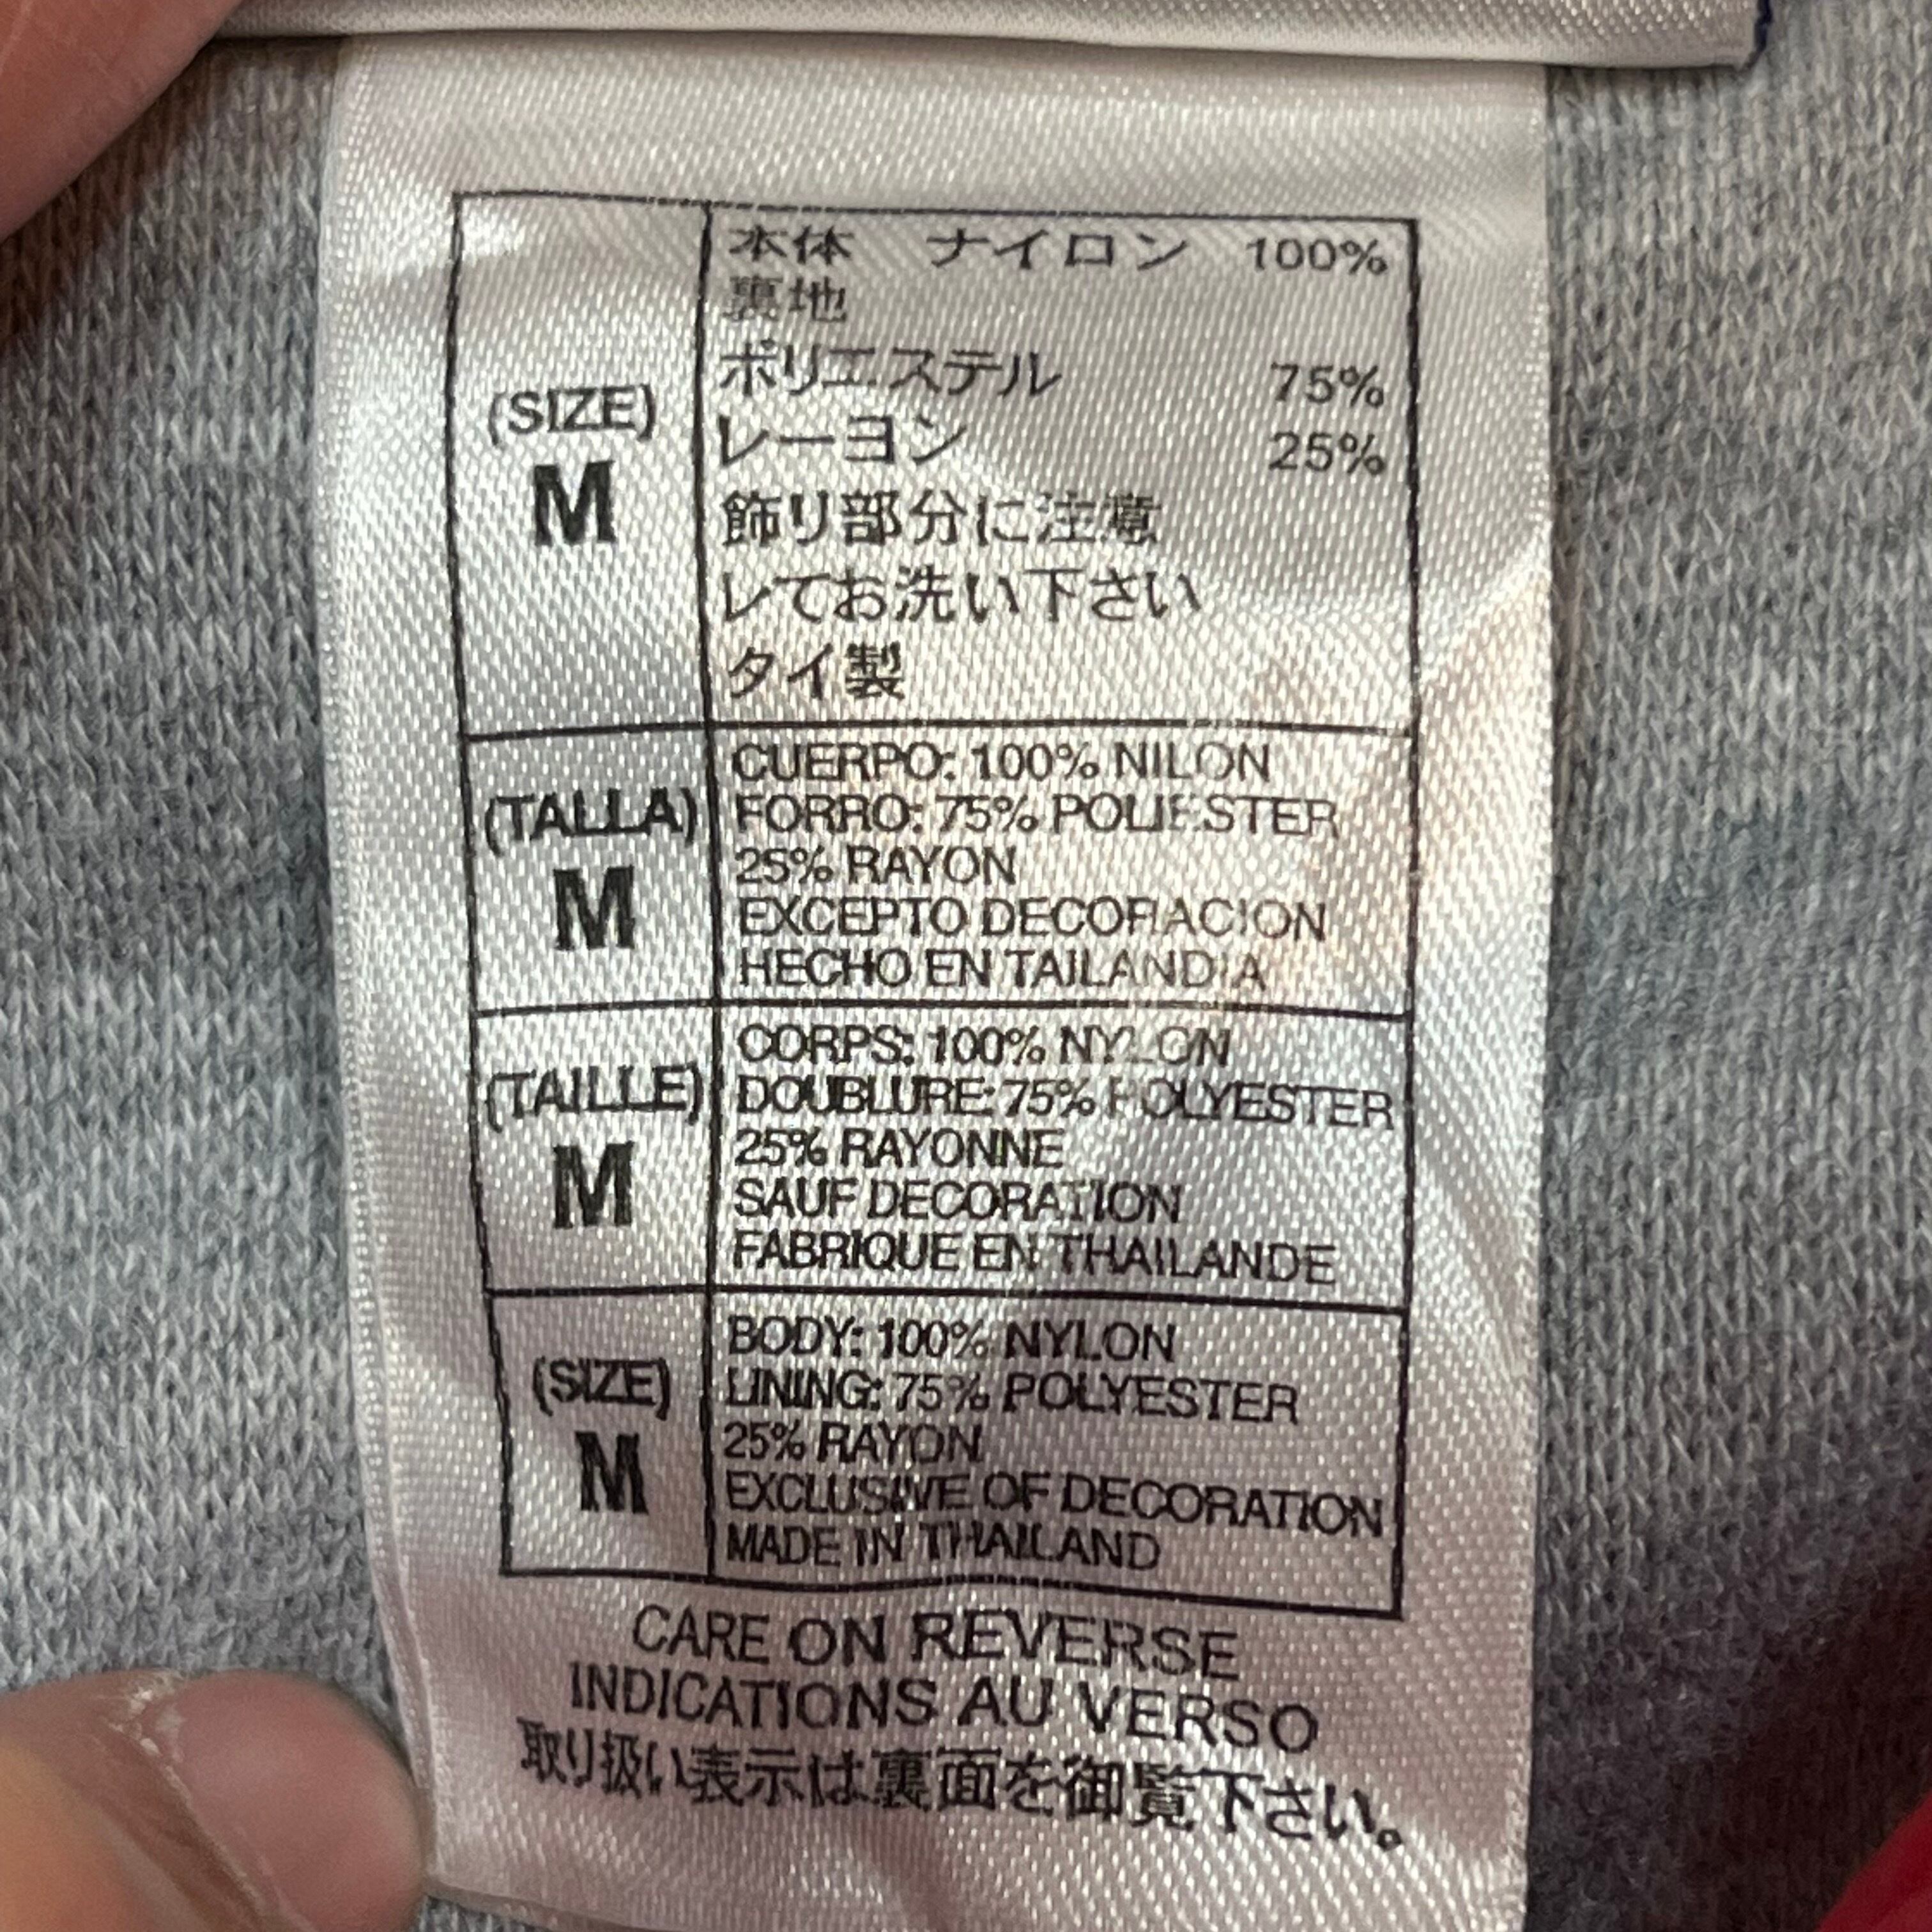 (SIZE)
M
本体 ナイロン 100%
裏地
ポリエステル 75%
レーヨン 25%
飾り部分に注意
してお洗い下さい
タイ製
(TALLA)
M
CUERPO: 100% NILON
FORRO: 75% POLIESTER
25% RAYON
EXCEPTO DECORACION
HECHO EN TAILANDIA
(TAILLE)
M
CORPS: 100% NYLON
DOUBLURE: 75% POLYESTER
25% RAYONNE
SAUF DECORATION
FABRIQUE EN THAILANDE
(SIZE)
M
BODY: 100% NYLON
LINING: 75% POLYESTER
25% RAYON
EXCLUSIVE OF DECORATION
MADE IN THAILAND
CARE ON REVERSE
INDICATIONS AU VERSO
取り扱い表示は裏面を御覧下さい。